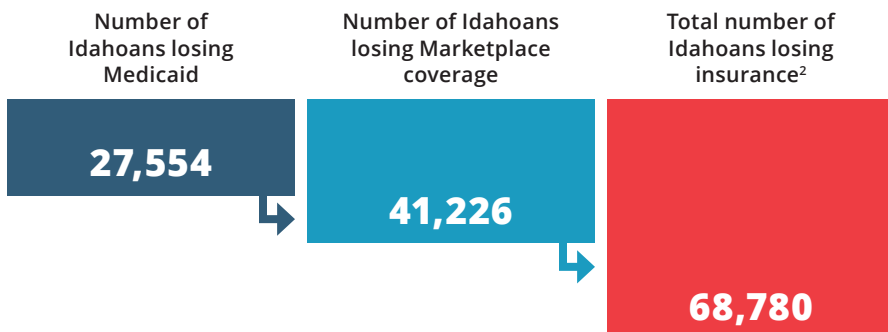 Number of
Idahoans losing
Medicaid
27,554
Number of Idahoans
losing Marketplace
coverage
41,226
Total number of
Idahoans losing
insurance²
68,780